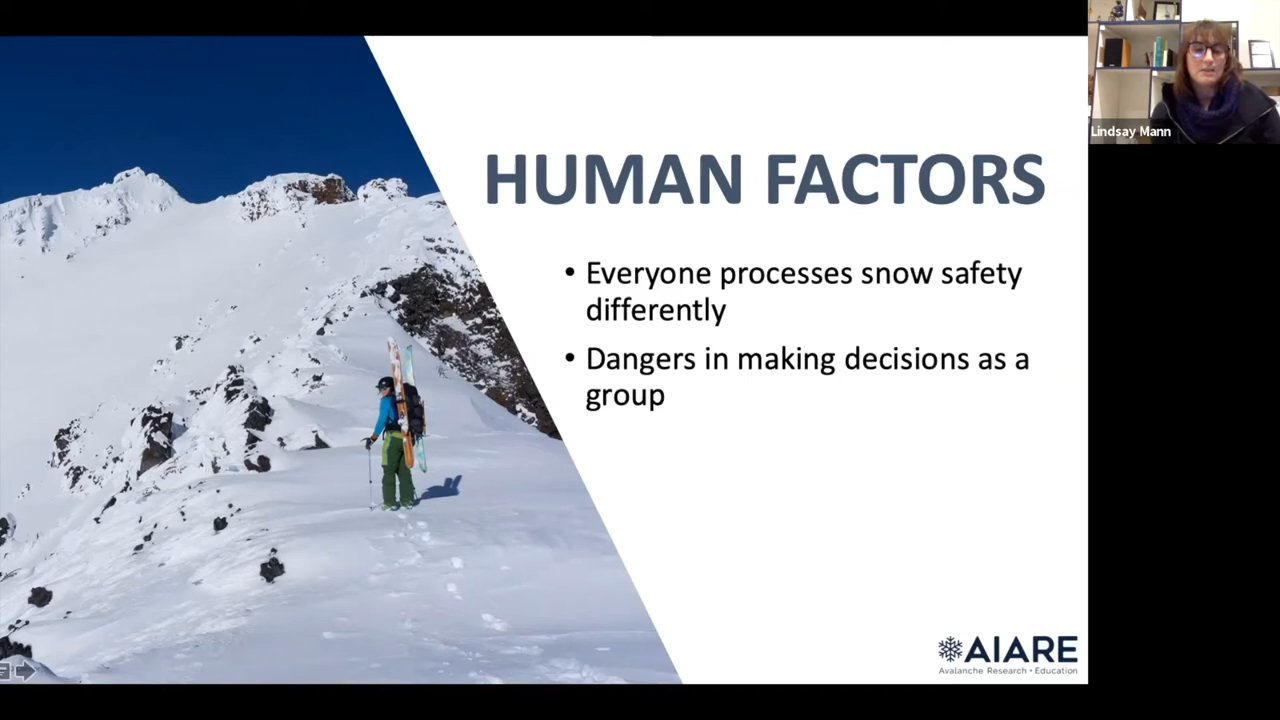 Lindsay Mann
HUMAN FACTORS
• Everyone processes snow safety
differently
• Dangers in making decisions as a
group
AIARE
Avalanche Research • Education